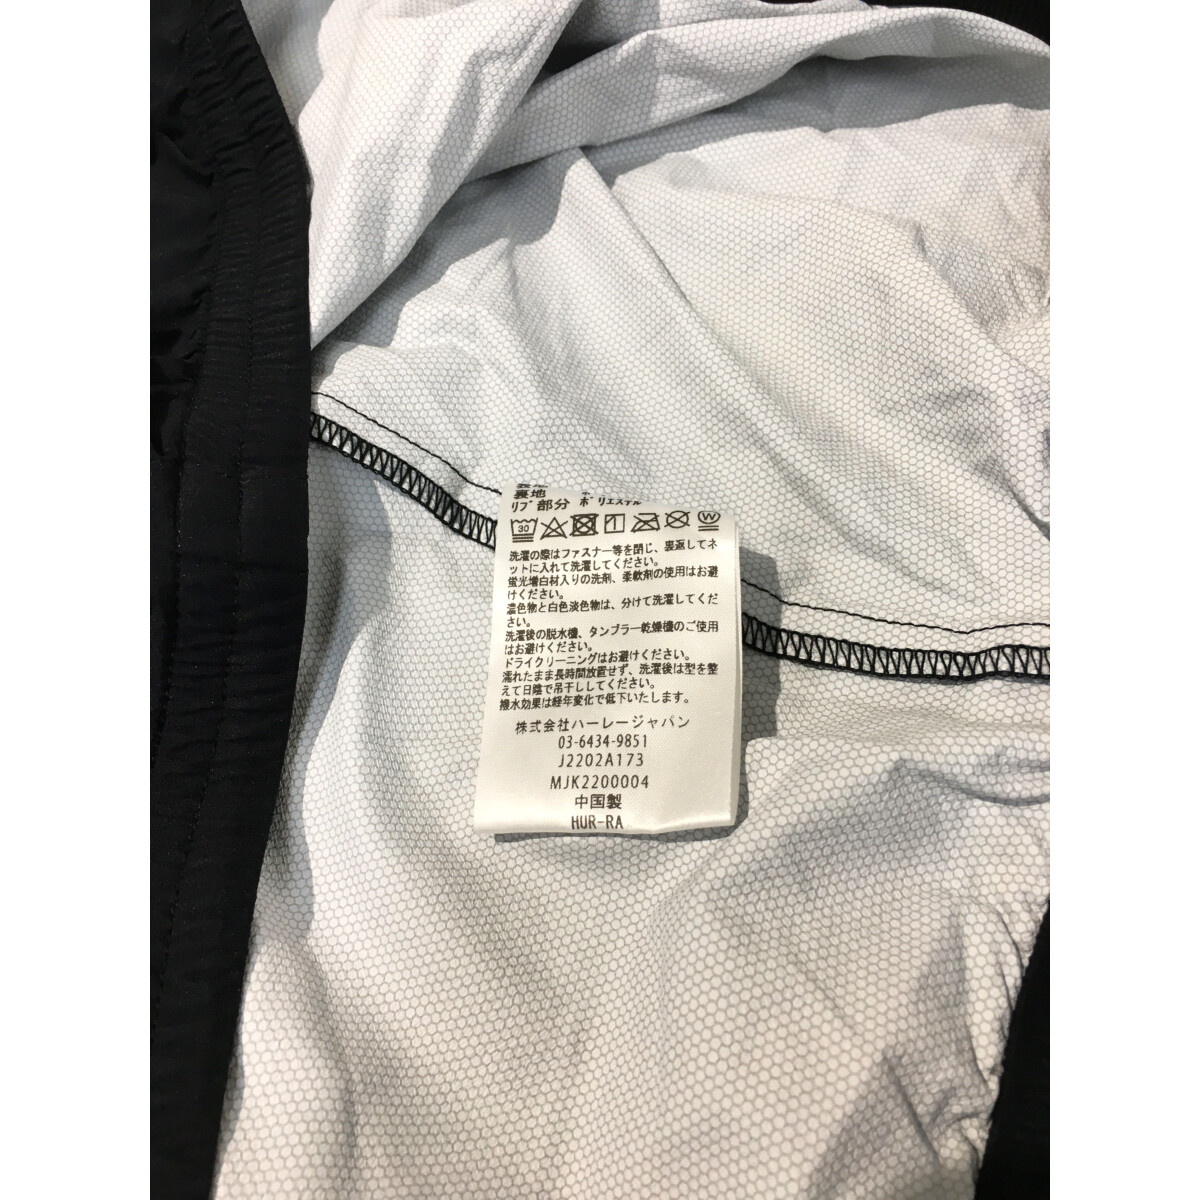 裏地
リブ部分 ポリエステル
30 W
洗濯の際はファスナー等を閉じ、裏返してネ
ットに入れて洗濯してください。
蛍光増白材入りの洗剤、柔軟剤の使用はお避
けください。
濃色物と白色淡色物は、分けて洗濯してくだ
さい。
洗濯後の脱水機、タンブラー乾燥機のご使用
はお避けください。
ドライクリーニングはお避けください。
濡れたまま長時間放置せず、洗濯後は型を整
えて日陰で吊干ししてください。
撥水効果は経年変化で低下いたします。
株式会社ハーレージャパン
03-6434-9851
J2202A173
MJK2200004
中国製
HUR-RA